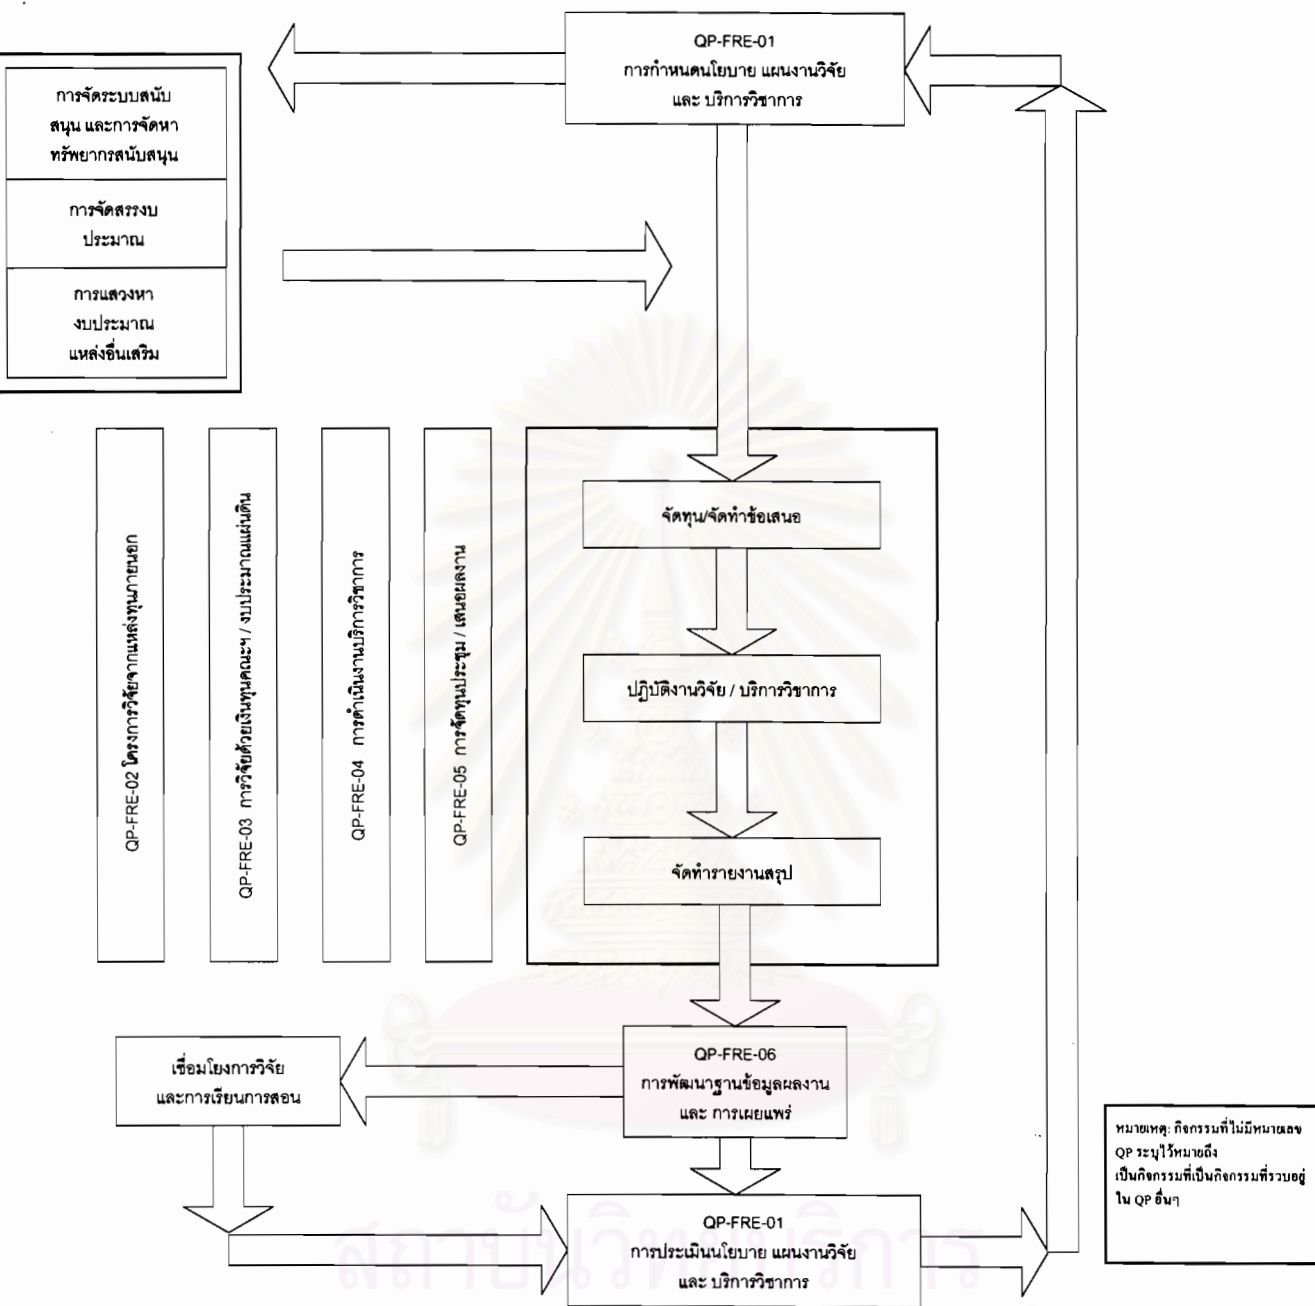 QP-FRE-01
การกำหนดนโยบาย แผนงานวิจัย
และ บริการวิชาการ
การจัดระบบสนับ
สนุน และการจัดหา
ทรัพยากรสนับสนุน
การจัดสรรงบ
ประมาณ
การแสวงหา
งบประมาณ
แหล่งอื่นเสริม
QP-FRE-02 โครงการวิจัยจากแหล่งทุนภายนอก
QP-FRE-03 การวิจัยด้วยเงินทุนคณะฯ / งบประมาณแผ่นดิน
QP-FRE-04 การดำเนินงานบริการวิชาการ
QP-FRE-05 การจัดทุนประชุม / เสนอผลงาน
จัดทุน/จัดทำข้อเสนอ
ปฏิบัติงานวิจัย / บริการวิชาการ
จัดทำรายงานสรุป
QP-FRE-06
การพัฒนาฐานข้อมูลผลงาน
และ การเผยแพร่
เชื่อมโยงการวิจัย
และการเรียนการสอน
QP-FRE-01
การประเมินนโยบาย แผนงานวิจัย
และ บริการวิชาการ
หมายเหตุ: กิจกรรมที่ไม่มีหมายเลข
QP ระบุไว้หมายถึง
เป็นกิจกรรมที่เป็นกิจกรรมที่รวบอยู่
ใน QP อื่นๆ
สถาบันวิทยบริการ